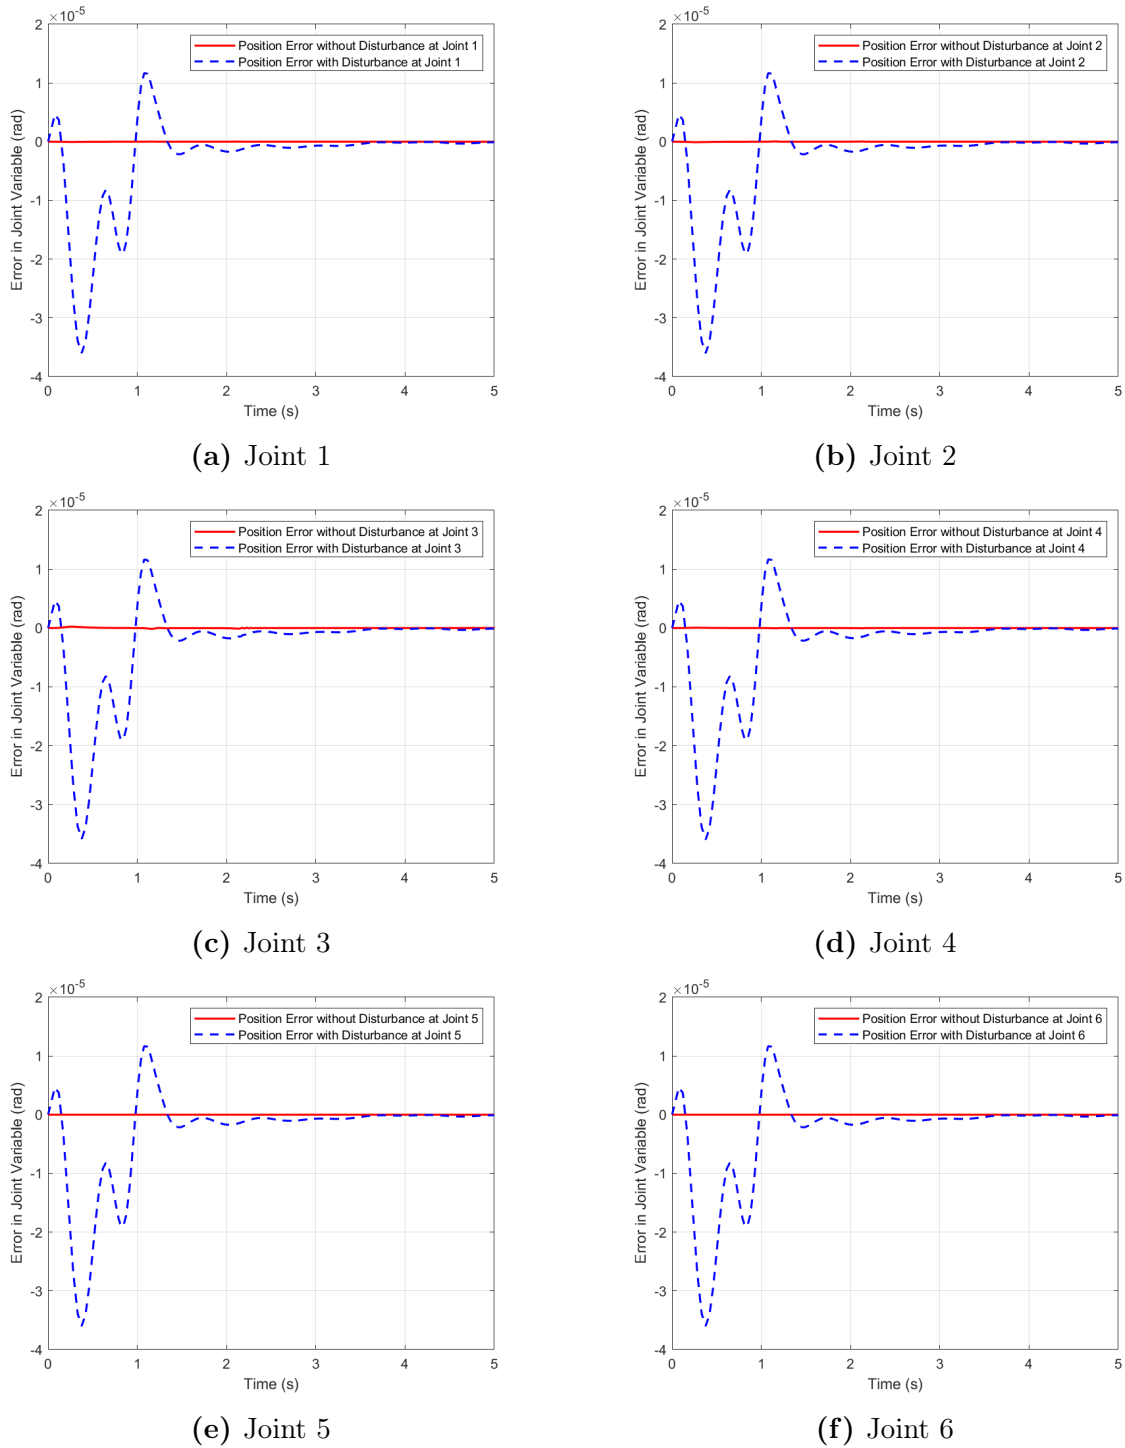 ×10⁻⁵
Position Error without Disturbance at Joint 1
Position Error with Disturbance at Joint 1
2
1
0
-1
-2
-3
-4
Error in Joint Variable (rad)
0 1 2 3 4 5
Time (s)
(a) Joint 1
×10⁻⁵
Position Error without Disturbance at Joint 2
Position Error with Disturbance at Joint 2
2
1
0
-1
-2
-3
-4
Error in Joint Variable (rad)
0 1 2 3 4 5
Time (s)
(b) Joint 2
×10⁻⁵
Position Error without Disturbance at Joint 3
Position Error with Disturbance at Joint 3
2
1
0
-1
-2
-3
-4
Error in Joint Variable (rad)
0 1 2 3 4 5
Time (s)
(c) Joint 3
×10⁻⁵
Position Error without Disturbance at Joint 4
Position Error with Disturbance at Joint 4
2
1
0
-1
-2
-3
-4
Error in Joint Variable (rad)
0 1 2 3 4 5
Time (s)
(d) Joint 4
×10⁻⁵
Position Error without Disturbance at Joint 5
Position Error with Disturbance at Joint 5
2
1
0
-1
-2
-3
-4
Error in Joint Variable (rad)
0 1 2 3 4 5
Time (s)
(e) Joint 5
×10⁻⁵
Position Error without Disturbance at Joint 6
Position Error with Disturbance at Joint 6
2
1
0
-1
-2
-3
-4
Error in Joint Variable (rad)
0 1 2 3 4 5
Time (s)
(f) Joint 6